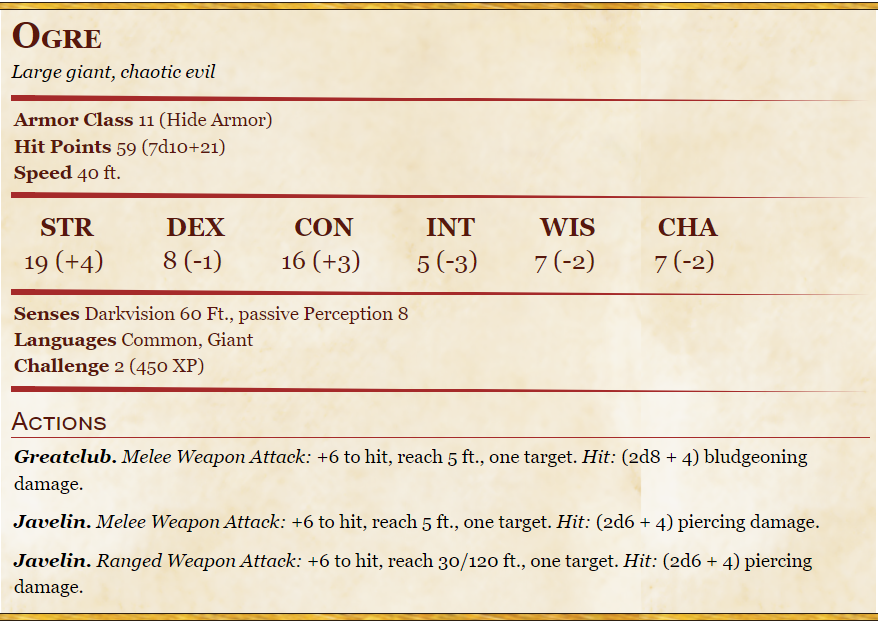 Ogre
Large giant, chaotic evil
Armor Class 11 (Hide Armor)
Hit Points 59 (7d10+21)
Speed 40 ft.
STR DEX CON INT WIS CHA
19 (+4) 8 (-1) 16 (+3) 5 (-3) 7 (-2) 7 (-2)
Senses Darkvision 60 Ft., passive Perception 8
Languages Common, Giant
Challenge 2 (450 XP)
Actions
Greatclub. Melee Weapon Attack: +6 to hit, reach 5 ft., one target. Hit: (2d8 + 4) bludgeoning
damage.
Javelin. Melee Weapon Attack: +6 to hit, reach 5 ft., one target. Hit: (2d6 + 4) piercing damage.
Javelin. Ranged Weapon Attack: +6 to hit, reach 30/120 ft., one target. Hit: (2d6 + 4) piercing
damage.